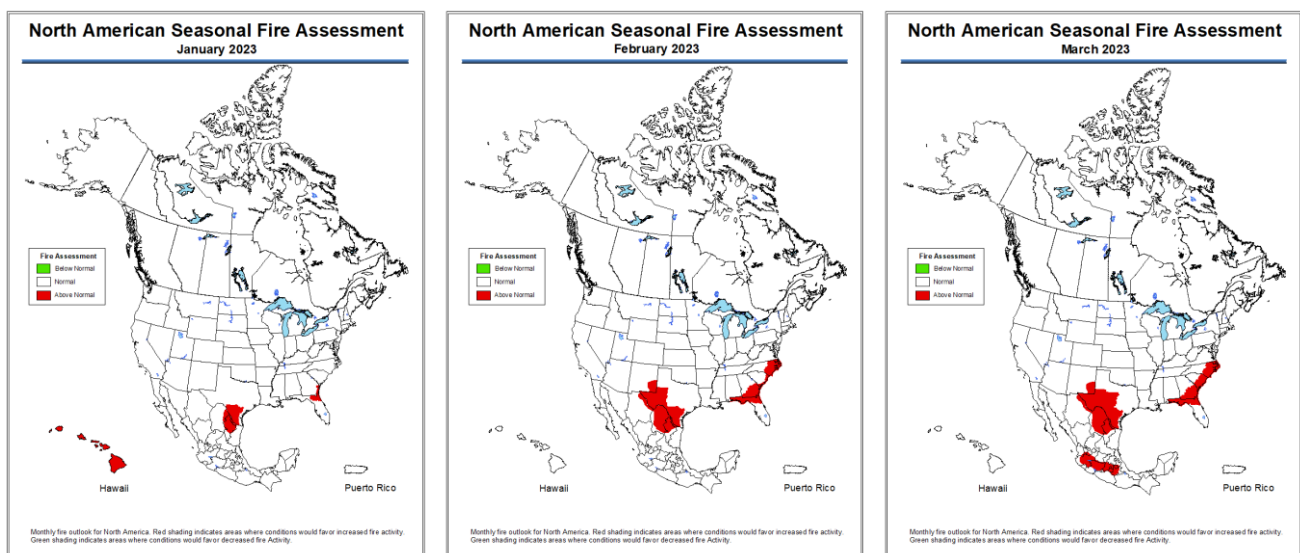 North American Seasonal Fire Assessment
January 2023
Fire Assessment
Below Normal
Normal
Above Normal
Hawaii
Puerto Rico
Monthly fire outlook for North America. Red shading indicates areas where conditions would favor increased fire activity.
Green shading indicates areas where conditions would favor decreased fire Activity.
North American Seasonal Fire Assessment
February 2023
Fire Assessment
Below Normal
Normal
Above Normal
Hawaii
Puerto Rico
Monthly fire outlook for North America. Red shading indicates areas where conditions would favor increased fire activity.
Green shading indicates areas where conditions would favor decreased fire Activity.
North American Seasonal Fire Assessment
March 2023
Fire Assessment
Below Normal
Normal
Above Normal
Hawaii
Puerto Rico
Monthly fire outlook for North America. Red shading indicates areas where conditions would favor increased fire activity.
Green shading indicates areas where conditions would favor decreased fire Activity.